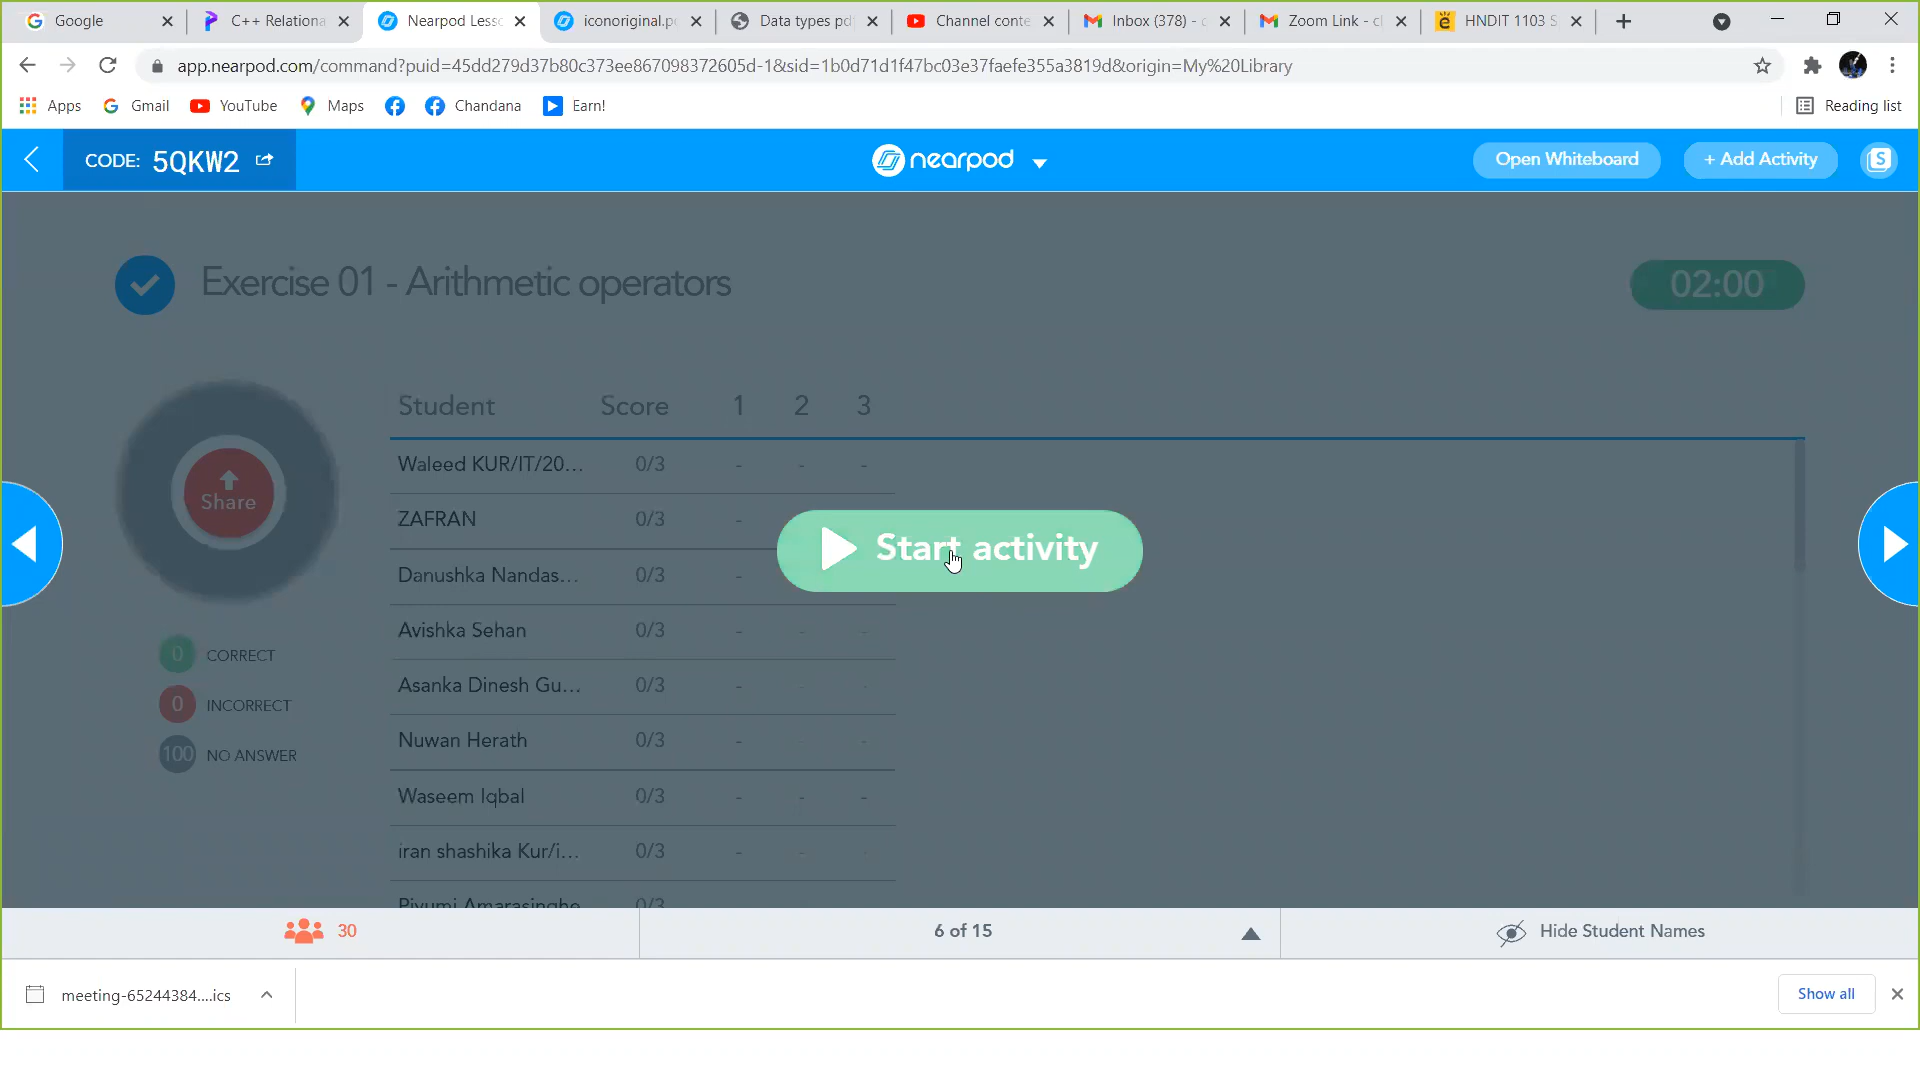 Google
C++ Relationa
Nearpod Lesso
iconoriginal.p
Data types pd
Channel conte
Inbox (378) - c
Zoom Link - cl
HNDIT 1103 S
app.nearpod.com/command?puid=45dd279d37b80c373ee867098372605d-1&sid=1b0d71d1f47bc03e37faefe355a3819d&origin=My%20Library
Apps
Gmail
YouTube
Maps
Chandana
Earn!
Reading list
CODE: 5QKW2
nearpod
Open Whiteboard
+ Add Activity
S
Exercise 01 - Arithmetic operators
02:00
Share
0 CORRECT
0 INCORRECT
100 NO ANSWER
Student Score 1 2 3
Waleed KUR/IT/20... 0/3 - - -
ZAFRAN 0/3 -
Danushka Nandas... 0/3 -
Avishka Sehan 0/3 - - -
Asanka Dinesh Gu... 0/3 - - -
Nuwan Herath 0/3 - - -
Waseem Iqbal 0/3 - - -
iran shashika Kur/i... 0/3 - - -
Piyumi Amarasinghe 0/3
Start activity
30
6 of 15
Hide Student Names
meeting-65244384....ics
Show all